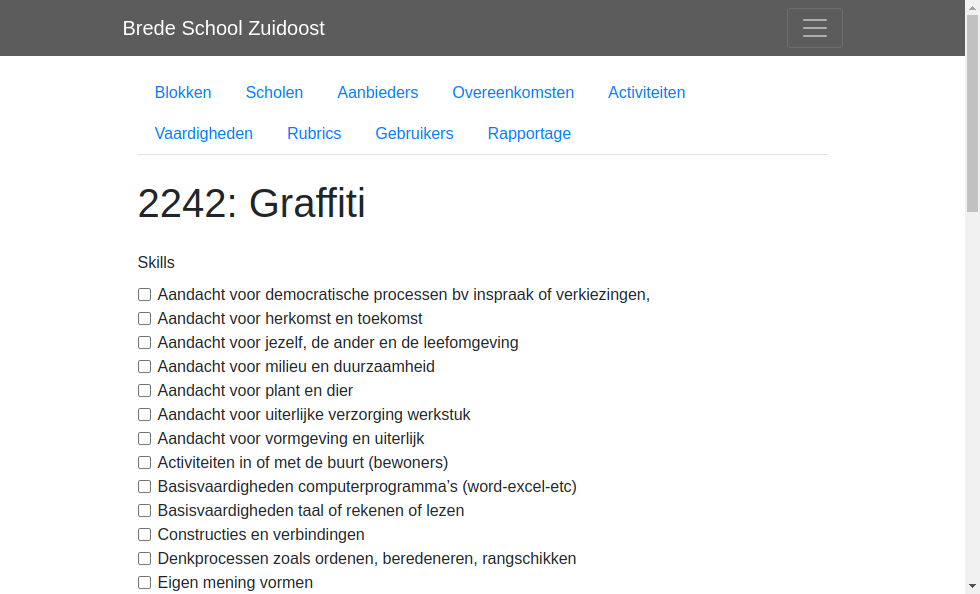 Brede School Zuidoost
Blokken Scholen Aanbieders Overeenkomsten Activiteiten
Vaardigheden Rubrics Gebruikers Rapportage
2242: Graffiti
Skills
Aandacht voor democratische processen bv inspraak of verkiezingen,
Aandacht voor herkomst en toekomst
Aandacht voor jezelf, de ander en de leefomgeving
Aandacht voor milieu en duurzaamheid
Aandacht voor plant en dier
Aandacht voor uiterlijke verzorging werkstuk
Aandacht voor vormgeving en uiterlijk
Activiteiten in of met de buurt (bewoners)
Basisvaardigheden computerprogramma’s (word-excel-etc)
Basisvaardigheden taal of rekenen of lezen
Constructies en verbindingen
Denkprocessen zoals ordenen, beredeneren, rangschikken
Eigen mening vormen